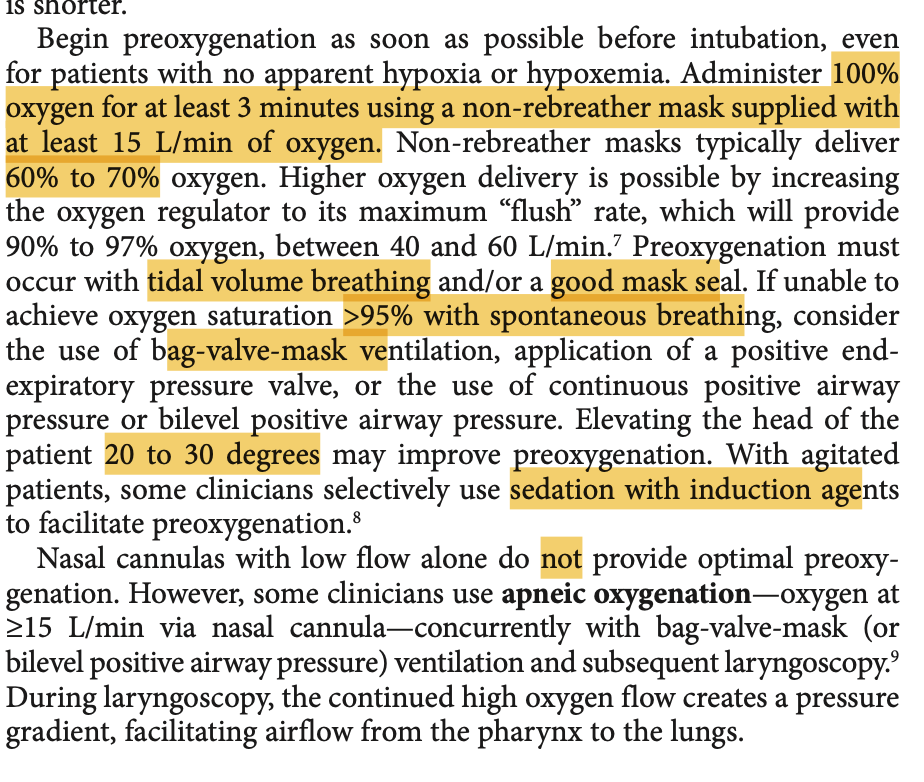 is shorter.
Begin preoxygenation as soon as possible before intubation, even
for patients with no apparent hypoxia or hypoxemia. Administer 100%
oxygen for at least 3 minutes using a non-rebreather mask supplied with
at least 15 L/min of oxygen. Non-rebreather masks typically deliver
60% to 70% oxygen. Higher oxygen delivery is possible by increasing
the oxygen regulator to its maximum “flush” rate, which will provide
90% to 97% oxygen, between 40 and 60 L/min.⁷ Preoxygenation must
occur with tidal volume breathing and/or a good mask seal. If unable to
achieve oxygen saturation >95% with spontaneous breathing, consider
the use of bag-valve-mask ventilation, application of a positive end-
expiratory pressure valve, or the use of continuous positive airway
pressure or bilevel positive airway pressure. Elevating the head of the
patient 20 to 30 degrees may improve preoxygenation. With agitated
patients, some clinicians selectively use sedation with induction agents
to facilitate preoxygenation.⁸
Nasal cannulas with low flow alone do not provide optimal preoxy-
genation. However, some clinicians use apneic oxygenation—oxygen at
≥15 L/min via nasal cannula—concurrently with bag-valve-mask (or
bilevel positive airway pressure) ventilation and subsequent laryngoscopy.⁹
During laryngoscopy, the continued high oxygen flow creates a pressure
gradient, facilitating airflow from the pharynx to the lungs.